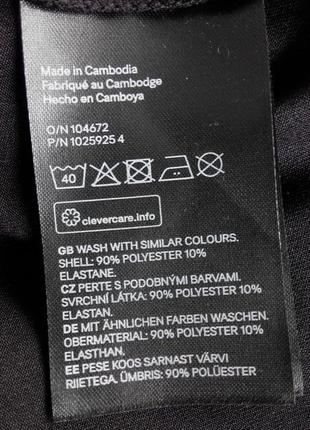 Made in Cambodia
Fabriqué au Cambodge
Hecho en Camboya
O/N 104672
P/N 1025925 4
40
clevercare.info
GB WASH WITH SIMILAR COLOURS.
SHELL: 90% POLYESTER 10%
ELASTANE.
CZ PERTE S PODOBNÝMI BARVAMI.
SVRCHNÍ LÁTKA: 90% POLYESTER 10%
ELASTAN.
DE MIT ÄHNLICHEN FARBEN WASCHEN.
OBERMATERIAL: 90% POLYESTER 10%
ELASTHAN.
EE PESE KOOS SARNAST VÄRVI
RIIETEGA. ÜMBRIS: 90% POLÜESTER